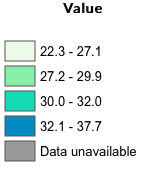 Value
22.3 - 27.1
27.2 - 29.9
30.0 - 32.0
32.1 - 37.7
Data unavailable